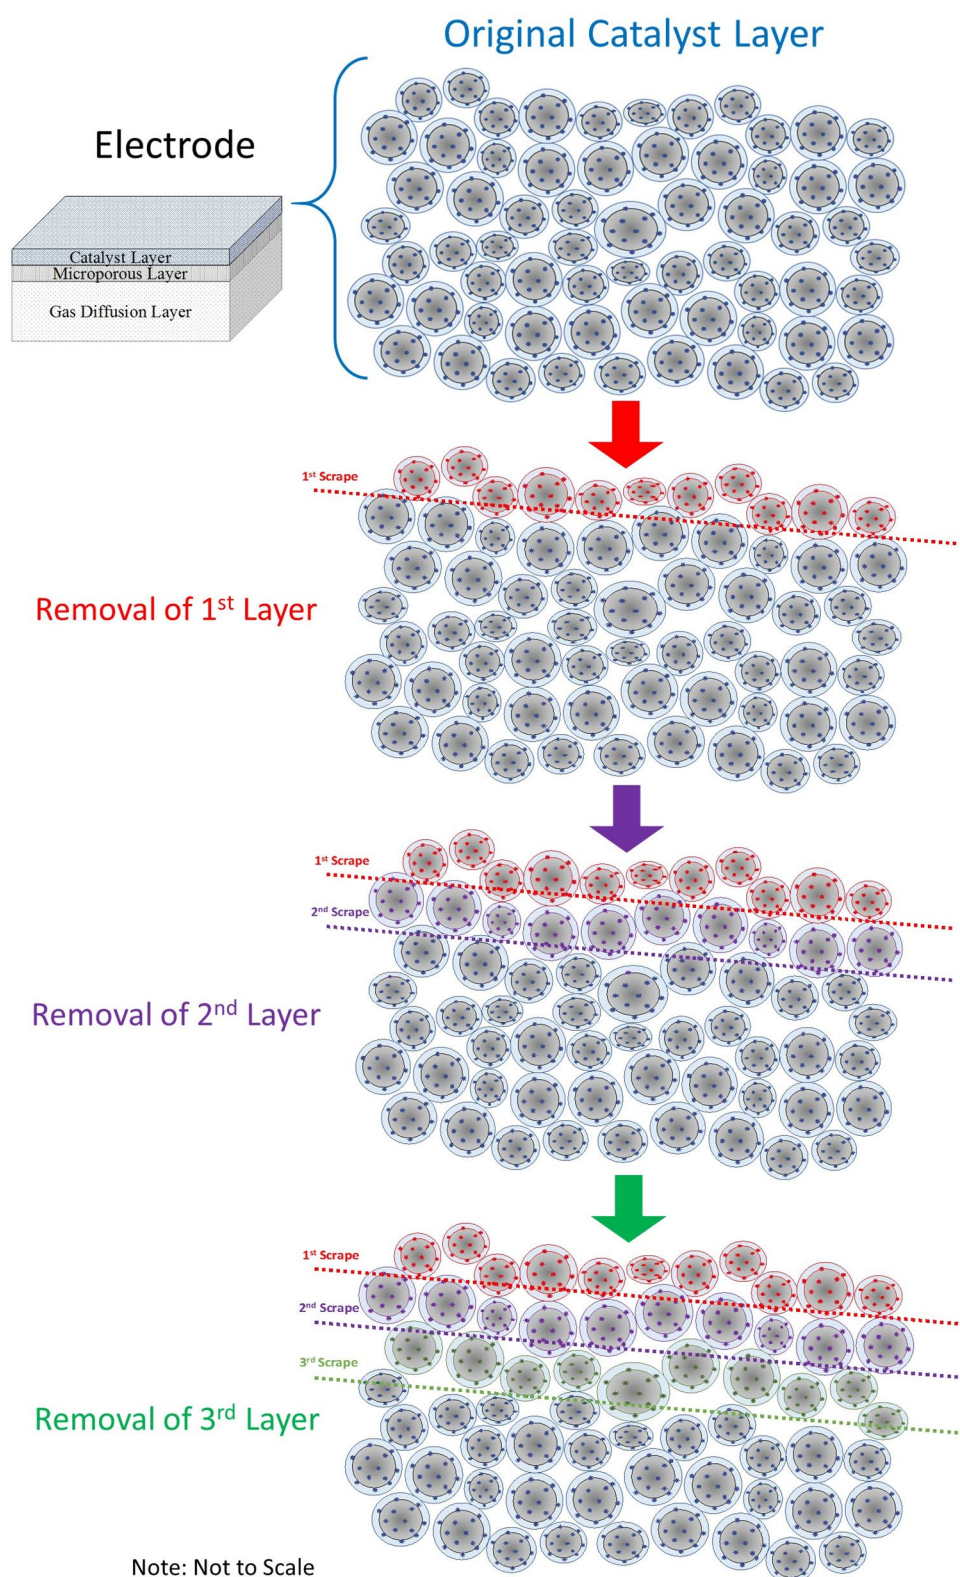 Original Catalyst Layer
Electrode
Catalyst Layer
Microporous Layer
Gas Diffusion Layer
1st Scrape
Removal of 1st Layer
1st Scrape
2nd Scrape
Removal of 2nd Layer
1st Scrape
2nd Scrape
3rd Scrape
Removal of 3rd Layer
Note: Not to Scale